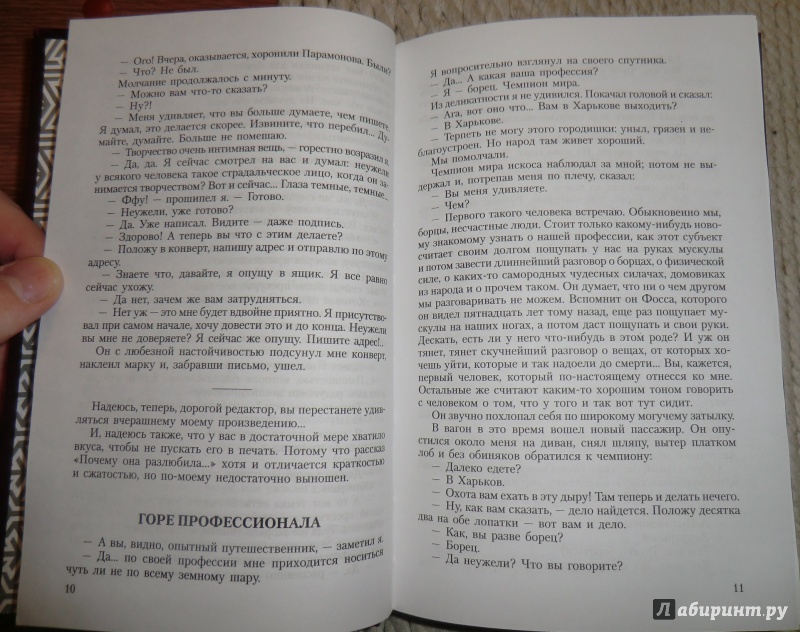 — Ого! Вчера, оказывается, хоронили Парамонова. Были?
— Что? Не был.
Молчание продолжалось с минуту.
— Можно вам что-то сказать?
— Ну?!
— Меня удивляет, что вы больше думаете, чем пишете.
Я думал, это делается скорее. Извините, что перебил... Ду-
майте, думайте. Больше не помешаю.
— Творчество очень интимная вещь, — горестно возразил я.
— Да, да. Я сейчас смотрел на вас и думал: неужели
у всякого человека такое страдальческое лицо, когда он за-
нимается творчеством? Вот и сейчас... Глаза темные, темные...
— Ффу! — прошипел я. — Готово.
— Неужели, уже готово?
— Да. Уже написал. Видите — даже подпись.
— Здорово! А теперь вы что с этим делаете?
— Положу в конверт, напишу адрес и отправлю по этому
адресу.
— Знаете что, давайте, я опущу в ящик. Я все равно
сейчас ухожу.
— Да нет, зачем же вам затрудняться.
— Нет уж — это мне будет вдвойне приятно. Я присутство-
вал при самом начале, хочу довести это и до конца. Неужели
вы мне не доверяете? Я сейчас же опущу. Пишите адрес!..
Он с любезной настойчивостью подсунул мне конверт,
наклеил марку и, забравши письмо, ушел.
Надеюсь, теперь, дорогой редактор, вы перестанете удив-
ляться вчерашнему моему произведению...
И, надеюсь также, что у вас в достаточной мере хватило
вкуса, чтобы не пускать его в печать. Потому что рассказ
«Почему она разлюбила...» хотя и отличается краткостью
и сжатостью, но по-моему недостаточно выношен.
ГОРЕ ПРОФЕССИОНАЛА
— А вы, видно, опытный путешественник, — заметил я.
— Да... по своей профессии мне приходится носиться
чуть ли не по всему земному шару.
10
Я вопросительно взглянул на своего спутника.
— Да... А какая ваша профессия?
— Я — борец. Чемпион мира.
Из деликатности я не удивился. Покачал головой и сказал:
— Ага, вот оно что... Вам в Харькове выходить?
— В Харькове.
— Терпеть не могу этого городишки: уныл, грязен и не-
благоустроен. Но народ там живет хороший.
Мы помолчали.
Чемпион мира искоса наблюдал за мной; потом не вы-
держал и, потрепав меня по плечу, сказал:
— Вы меня удивляете.
— Чем?
— Первого такого человека встречаю. Обыкновенно мы,
борцы, несчастные люди. Стоит только какому-нибудь ново-
му знакомому узнать о нашей профессии, как этот субъект
считает своим долгом пощупать у нас на руках мускулы
и потом завести длиннейший разговор о борцах, о физической
силе, о каких-то самородных чудесных силачах, домовиках
из народа и о прочем таком. Он думает, что ни о чем другом
мы разговаривать не можем. Вспомнит он Фосса, которого
он видел пятнадцать лет тому назад, еще раз пощупает му-
скулы на наших ногах, а потом даст пощупать и свои руки.
Дескать, есть ли у него что-нибудь в этом роде? И уж он
тянет, тянет скучнейший разговор о вещах, от которых хо-
чешь уйти, и которые и так надоели до смерти... Вы, кажется,
первый человек, который по-настоящему отнесся ко мне.
Остальные же считают каким-то хорошим тоном говорить
с человеком о том, что у того и так вот тут сидит.
Он звучно похлопал себя по широкому могучему затылку.
В вагон в это время вошел новый пассажир. Он опу-
стился около меня на диван, снял шляпу, вытер платком
лоб и без обиняков обратился к чемпиону:
— Далеко едете?
— В Харьков.
— Охота вам ехать в эту дыру! Там теперь и делать нечего.
— Ну, как вам сказать, — дело найдется. Положу десятка
два на обе лопатки — вот вам и дело.
— Как, вы разве борец?
— Борец.
— Да неужели? Что вы говорите?
11
Лабиринт.ру